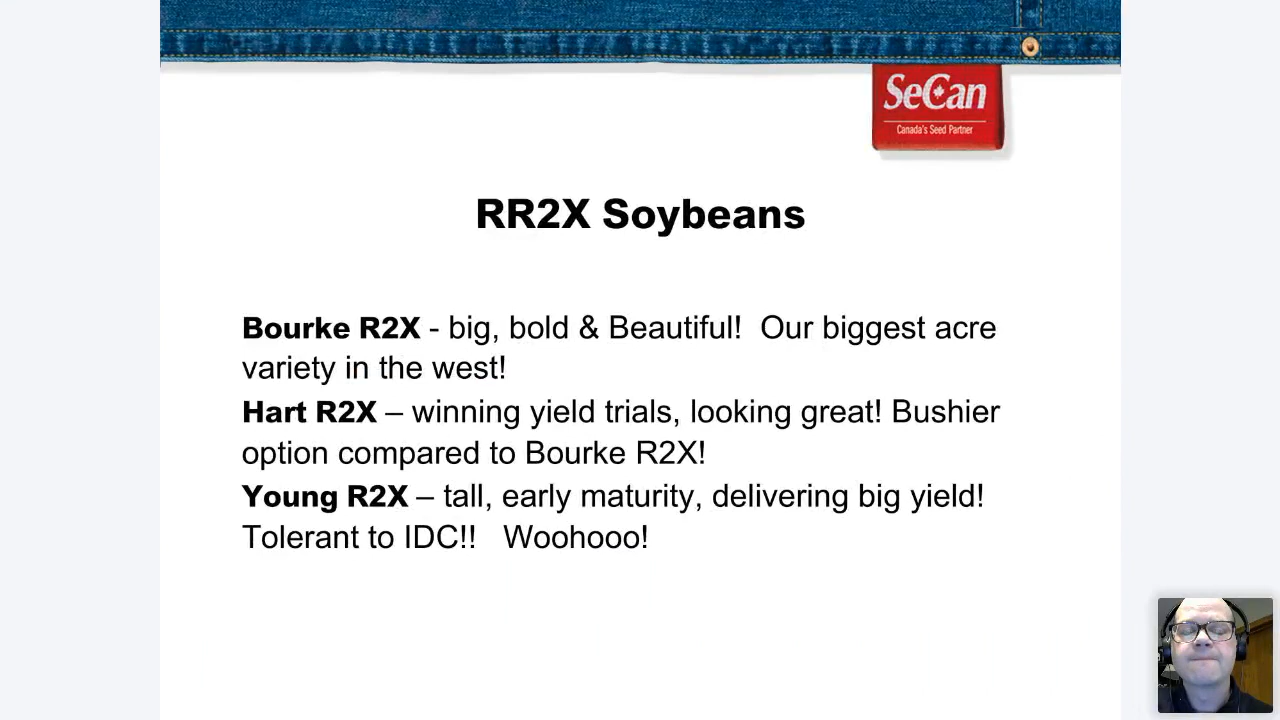 SeCan
Canada's Seed Partner
RR2X Soybeans
Bourke R2X - big, bold & Beautiful!  Our biggest acre
variety in the west!
Hart R2X – winning yield trials, looking great! Bushier
option compared to Bourke R2X!
Young R2X – tall, early maturity, delivering big yield!
Tolerant to IDC!!   Woohooo!